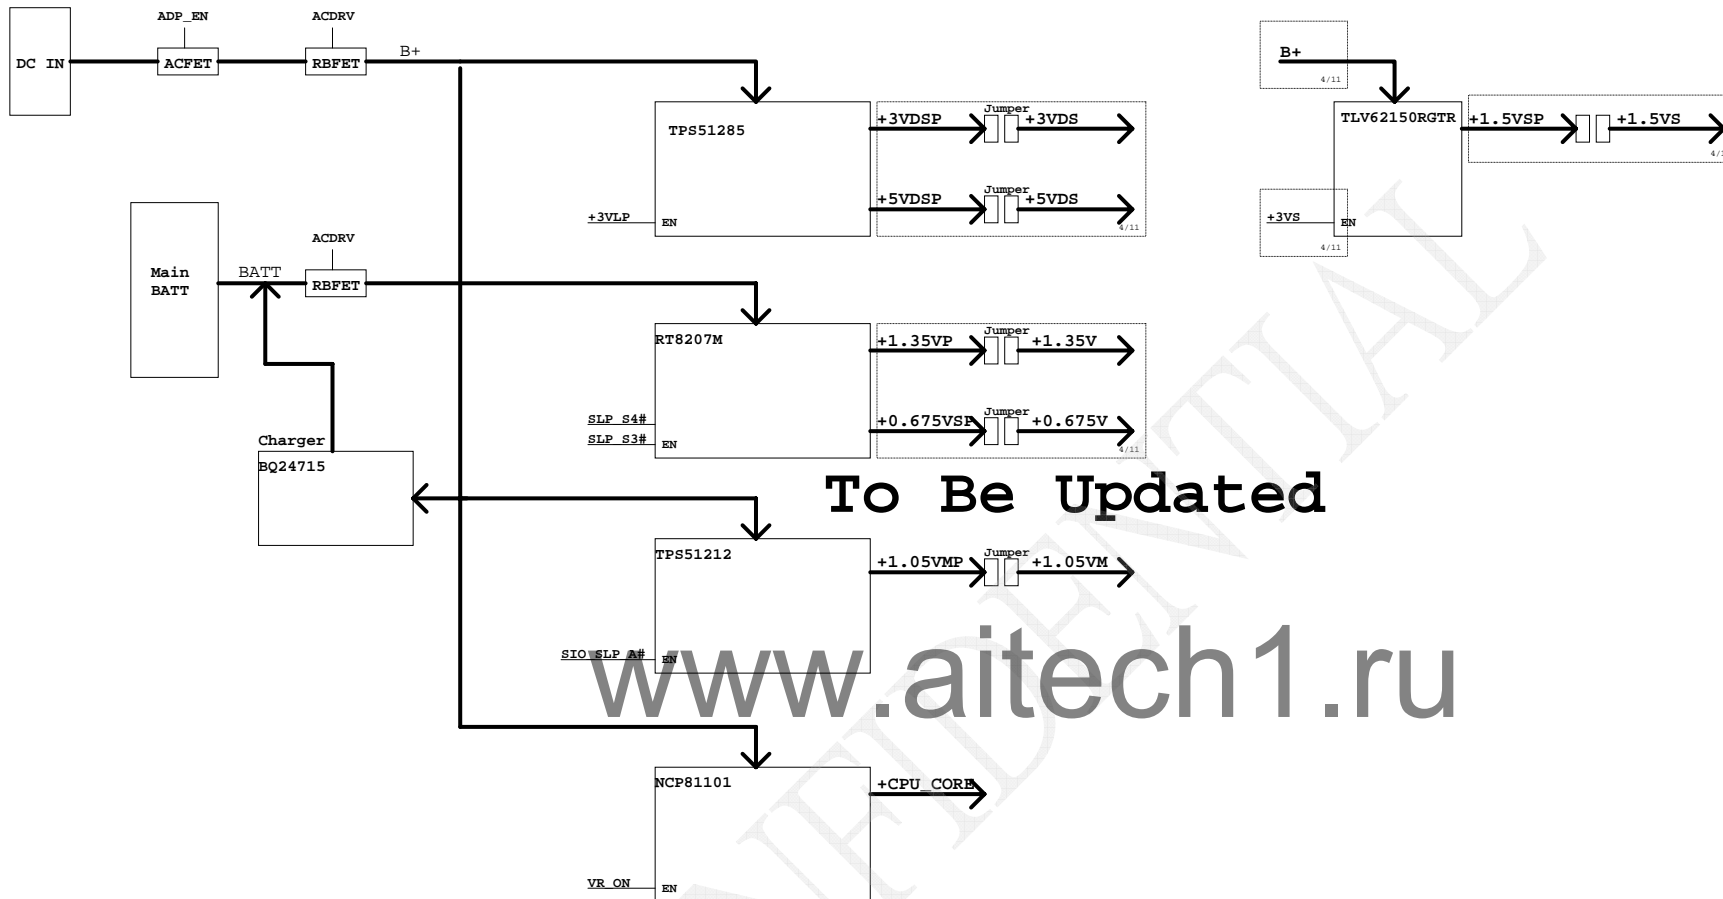 ADP_EN
ACDRV
DC IN
ACFET
RBFET
B+
TPS51285
+3VDSP
Jumper
+3VDS
+5VDSP
Jumper
+5VDS
4/11
+3VLP
EN
B+
4/11
TLV62150RGTR
+1.5VSP
+1.5VS
+3VS
EN
4/11
Main
BATT
BATT
ACDRV
RBFET
RT8207M
+1.35VP
Jumper
+1.35V
SLP_S4#
SLP_S3#
EN
+0.675VSP
Jumper
+0.675V
4/11
Charger
BQ24715
To Be Updated
TPS51212
+1.05VMP
Jumper
+1.05VM
SIO_SLP_A#
EN
www.aitech1.ru
NCP81101
+CPU_CORE
VR_ON
EN